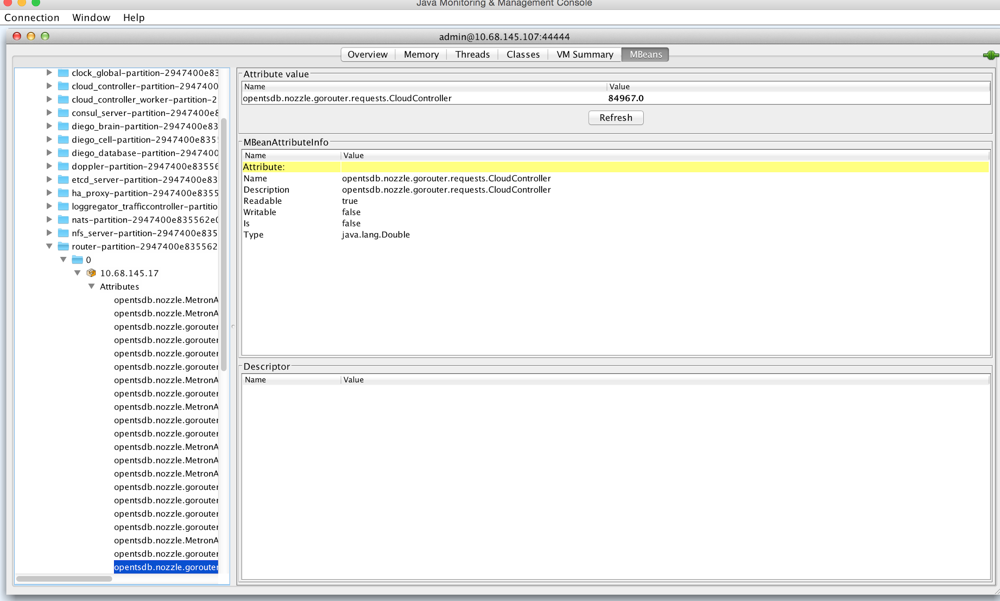 Java Monitoring & Management Console
Connection Window Help
admin@10.68.145.107:44444
Overview Memory Threads Classes VM Summary MBeans
clock_global-partition-2947400e83
cloud_controller-partition-2947400
cloud_controller_worker-partition-2
consul_server-partition-2947400e8
diego_brain-partition-2947400e83
diego_cell-partition-2947400e835
diego_database-partition-2947400
doppler-partition-2947400e83556
etcd_server-partition-2947400e83
ha_proxy-partition-2947400e8355
loggregator_trafficcontroller-partitio
nats-partition-2947400e835562e0
nfs_server-partition-2947400e835
router-partition-2947400e835562
0
10.68.145.17
Attributes
opentsdb.nozzle.MetronA
opentsdb.nozzle.MetronA
opentsdb.nozzle.gorouter
opentsdb.nozzle.gorouter
opentsdb.nozzle.gorouter
opentsdb.nozzle.gorouter
opentsdb.nozzle.MetronA
opentsdb.nozzle.gorouter
opentsdb.nozzle.MetronA
opentsdb.nozzle.gorouter
opentsdb.nozzle.gorouter
opentsdb.nozzle.MetronA
opentsdb.nozzle.MetronA
opentsdb.nozzle.MetronA
opentsdb.nozzle.gorouter
opentsdb.nozzle.gorouter
opentsdb.nozzle.gorouter
opentsdb.nozzle.gorouter
opentsdb.nozzle.MetronA
opentsdb.nozzle.gorouter
opentsdb.nozzle.gorouter
Attribute value
Name Value
opentsdb.nozzle.gorouter.requests.CloudController 84967.0
Refresh
MBeanAttributeInfo
Name Value
Attribute:
Name opentsdb.nozzle.gorouter.requests.CloudController
Description opentsdb.nozzle.gorouter.requests.CloudController
Readable true
Writable false
Is false
Type java.lang.Double
Descriptor
Name Value